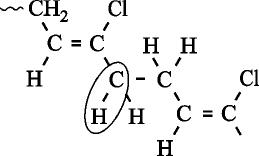 CH₂ Cl
C = C H H Cl
H C - C
H H C = C
H